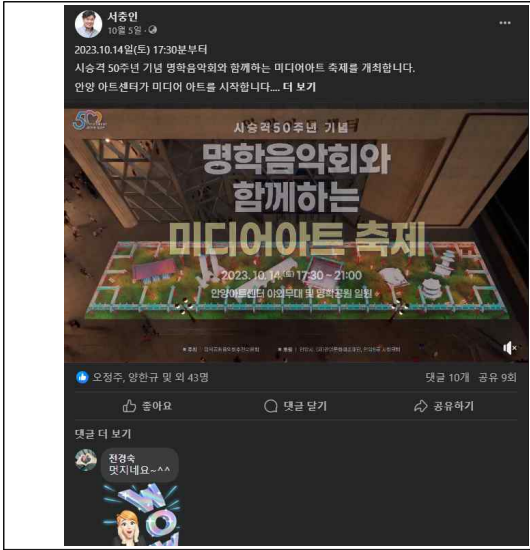 서충인
10월 5일
2023.10.14일(토) 17:30분부터
시승격 50주년 기념 명학음악회와 함께하는 미디어아트 축제를 개최합니다.
안양 아트센터가 미디어 아트를 시작합니다.... 더 보기
50
시승격50주년 기념
명학음악회와
함께하는
미디어아트 축제
2023. 10. 14.(토) 17:30 ~ 21:00
안양아트센터 야외무대 및 명학공원 일원
오정주, 양한규 및 외 43명
댓글 10개 공유 9회
좋아요
댓글 달기
공유하기
댓글 더 보기
전경숙
멋지네요~^^
WOW